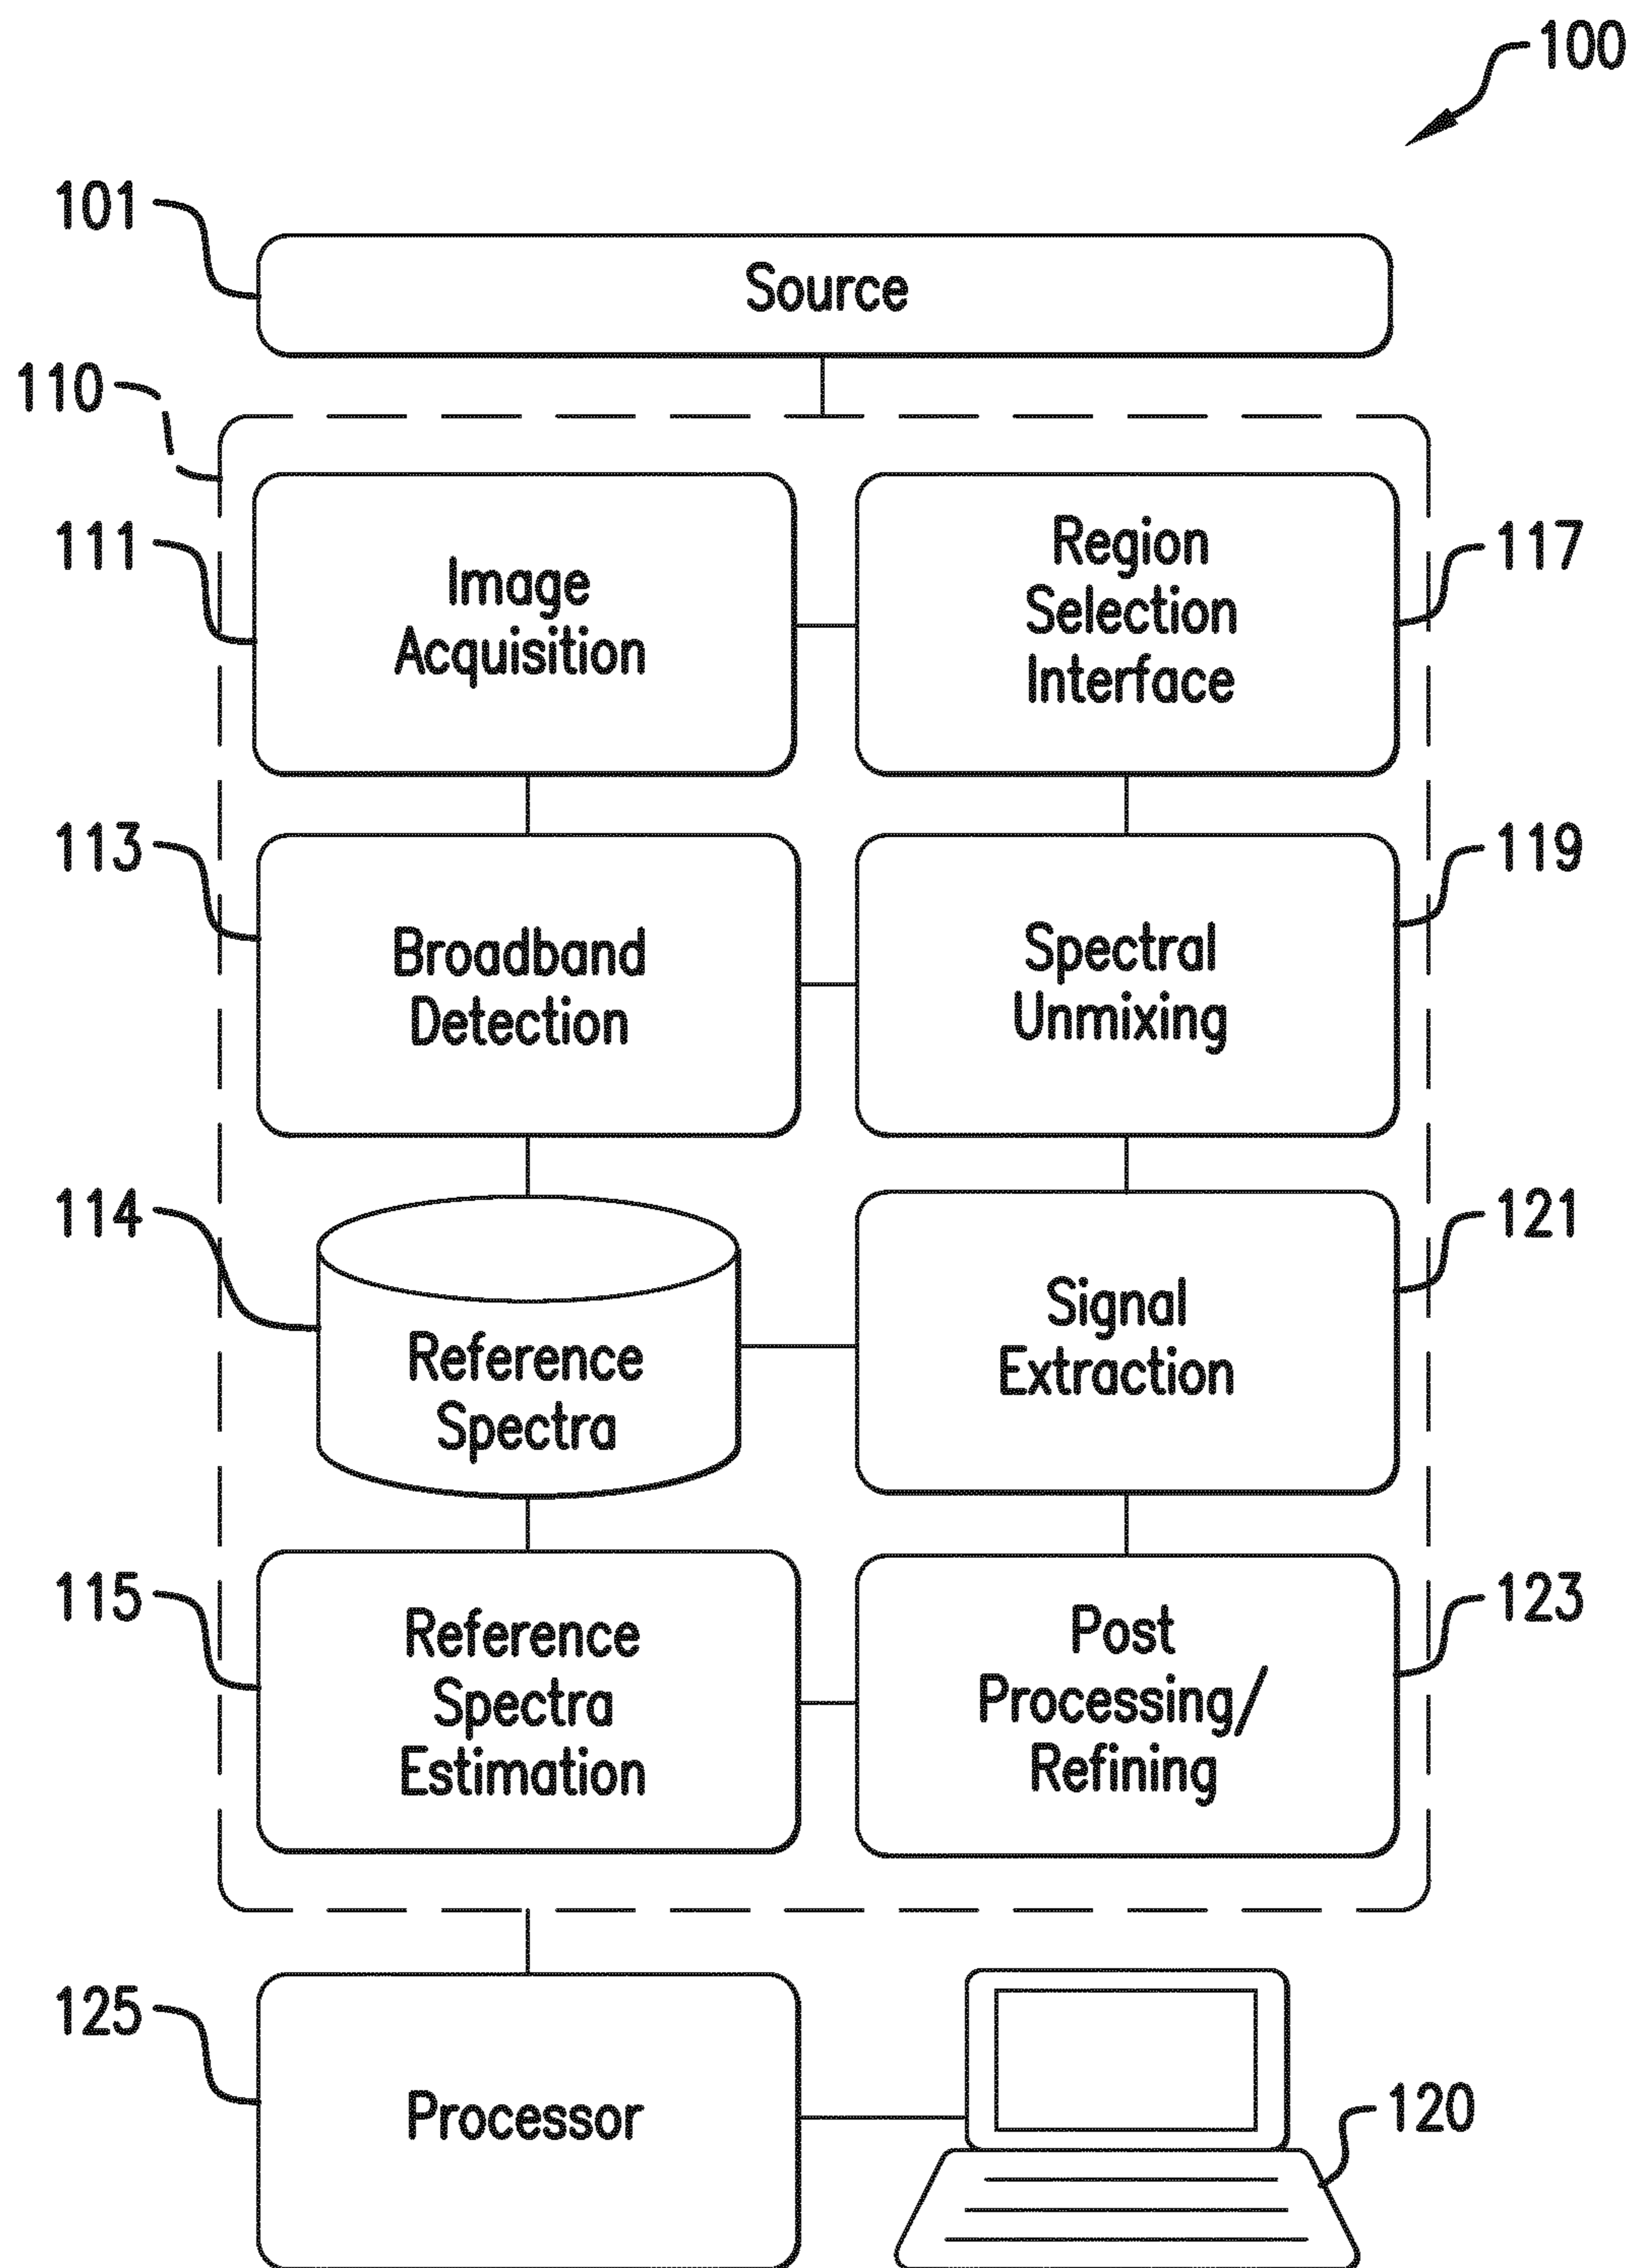 100
101
Source
110
111
Image
Acquisition
Region
Selection
Interface
117
113
Broadband
Detection
Spectral
Unmixing
119
114
Reference
Spectra
Signal
Extraction
121
115
Reference
Spectra
Estimation
Post
Processing/
Refining
123
125
Processor
120